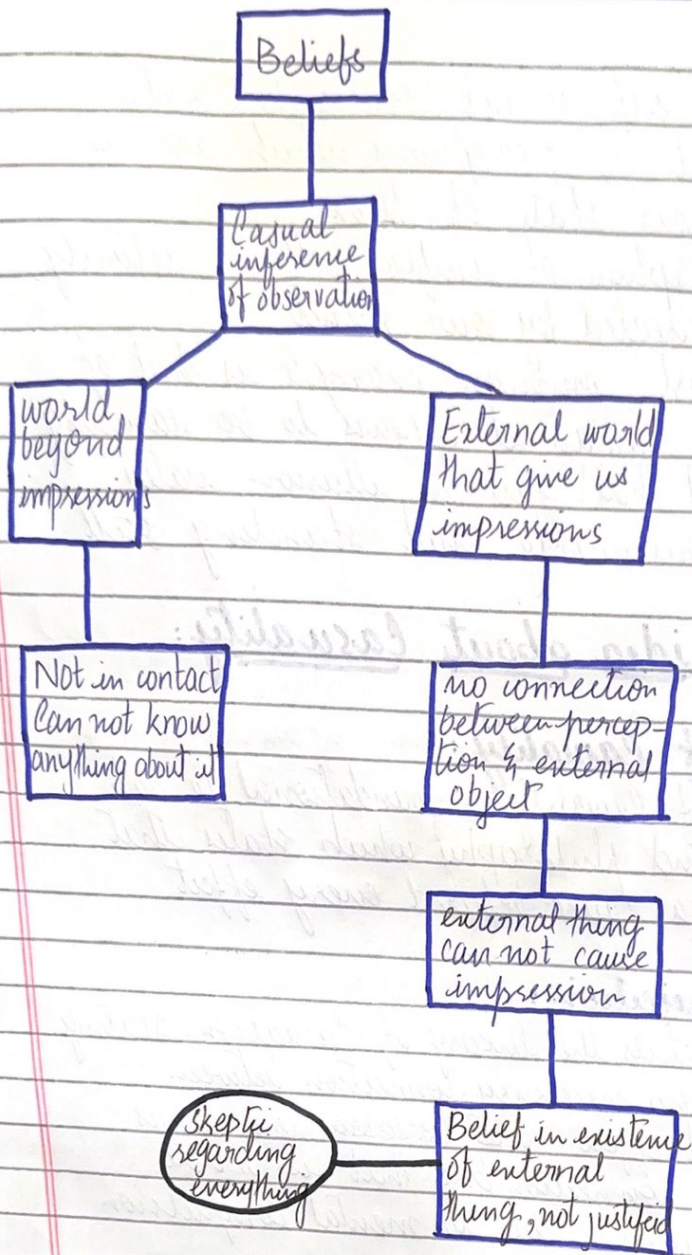 Beliefs
Casual
inference
of observation
world
beyond
impressions
External world
that give us
impressions
Not in contact
Can not know
anything about it
no connection
between percep-
tion & external
object
external thing
can not cause
impression
Skeptic
regarding
everything
Belief in existence
of external
thing, not justifeid